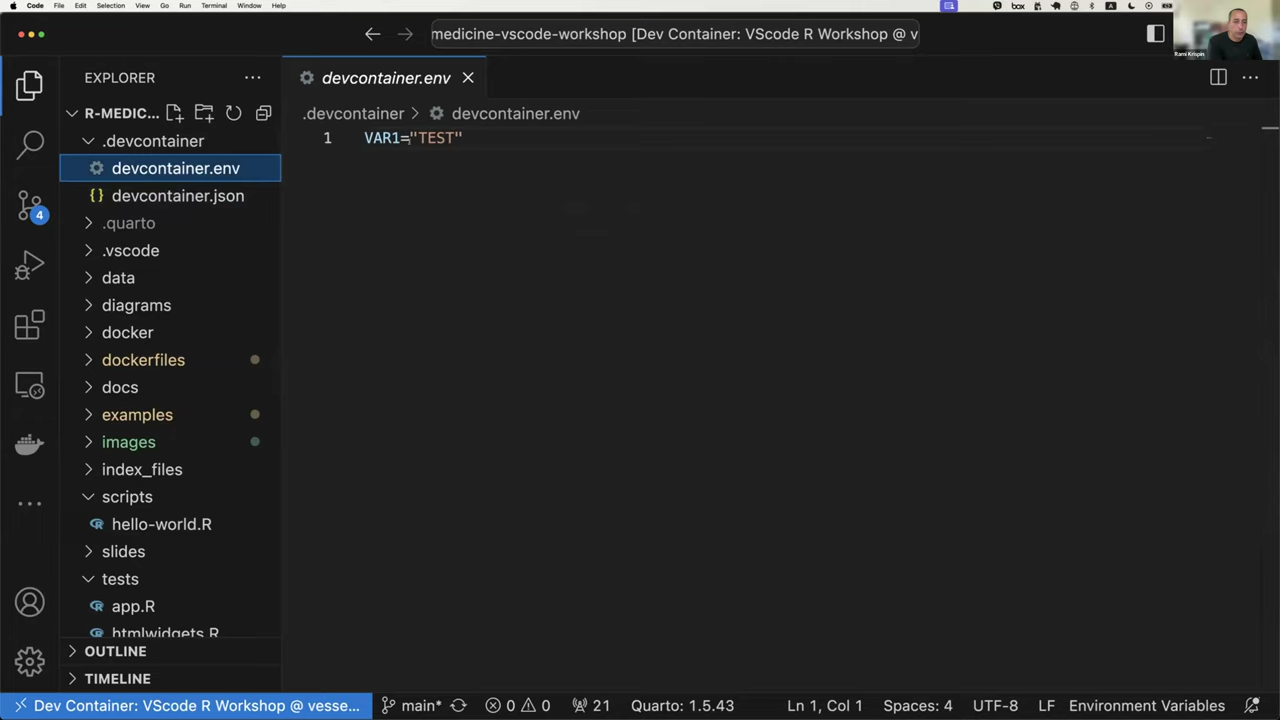 Code File Edit Selection View Go Run Terminal Window Help
box A
medicine-vscode-workshop [Dev Container: VScode R Workshop @ v
Rami Krispin
EXPLORER
devcontainer.env
R-MEDIC...
.devcontainer > devcontainer.env
.devcontainer
1 VAR1="TEST"
devcontainer.env
{} devcontainer.json
.quarto
4
.vscode
data
diagrams
docker
dockerfiles
docs
examples
images
index_files
scripts
hello-world.R
slides
tests
app.R
htmlwidgets.R
OUTLINE
TIMELINE
Dev Container: VScode R Workshop @ vesse... main* 0 0 21 Quarto: 1.5.43 Ln 1, Col 1 Spaces: 4 UTF-8 LF Environment Variables